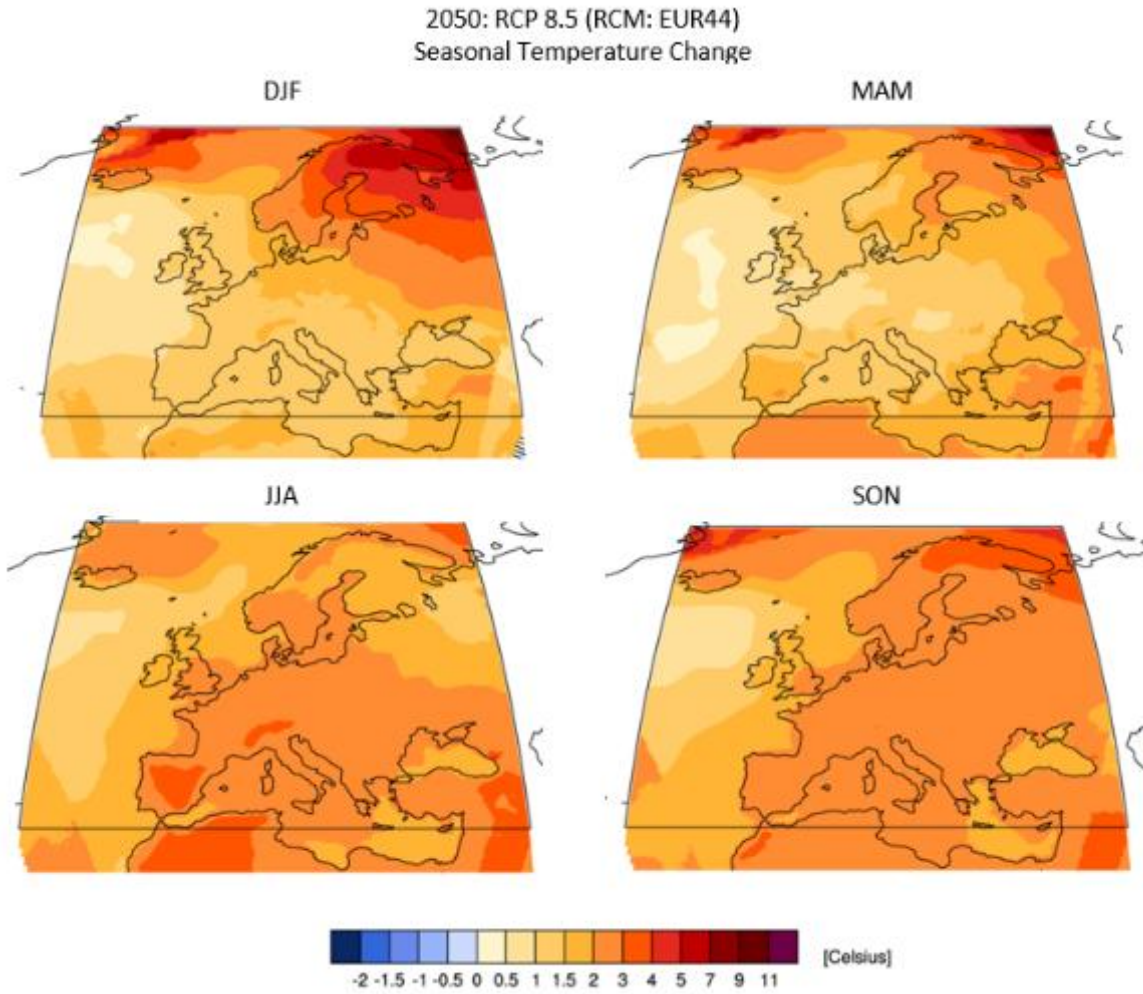 2050: RCP 8.5 (RCM: EUR44)
Seasonal Temperature Change
DJF MAM
JJA SON
-2 -1.5 -1 -0.5 0 0.5 1 1.5 2 3 4 5 7 9 11 [Celsius]